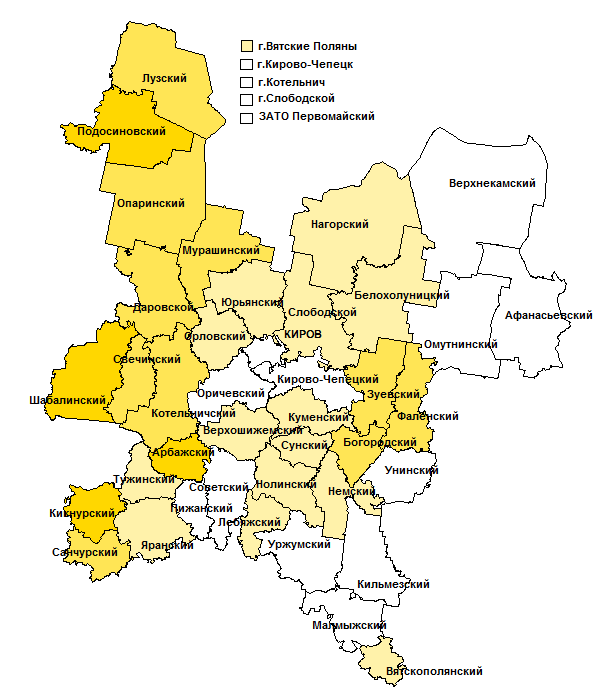 г.Вятские Поляны
г.Кирово-Чепецк
г.Котельнич
г.Слободской
ЗАТО Первомайский
Лузский
Подосиновский
Верхнекамский
Опаринский
Нагорский
Мурашинский
Юрьянский
Белохолуницкий
Даровской
Слободской
Афанасьевский
Орловский
КИРОВ
Омутнинский
Свечинский
Кирово-Чепецкий
Шабалинский
Оричевский
Зуевский
Котельничский
Куменский
Фаленский
Верхошижемский
Сунский
Богородский
Арбажский
Унинский
Тужинский
Советский
Нолинский
Немский
Кикнурский
Пижанский
Лебяжский
Санчурский
Яранский
Уржумский
Кильмезский
Малмыжский
Вятскополянский